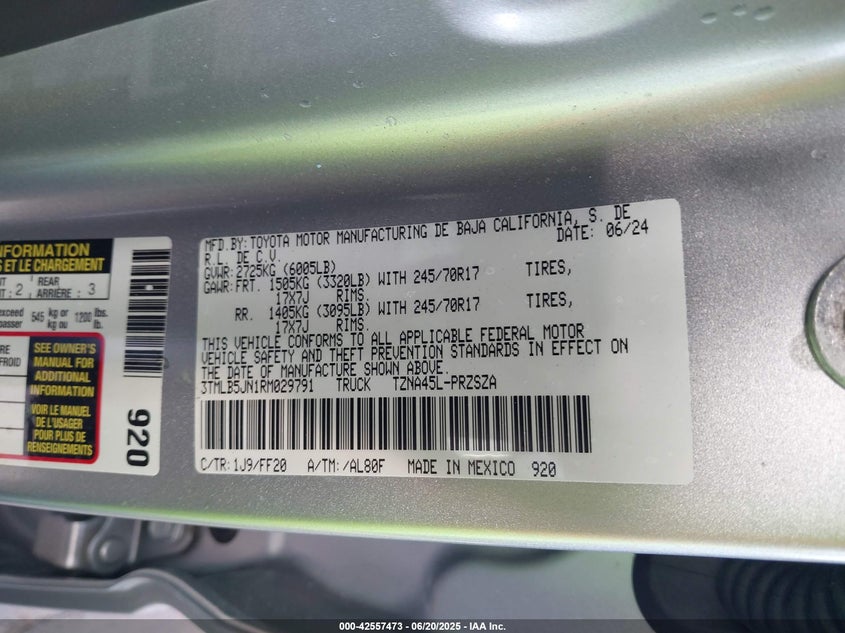 MFD.BY:TOYOTA MOTOR MANUFACTURING DE BAJA CALIFORNIA, S. DE
R.L. DE C.V. DATE: 06/24
GVWR:2725KG (6005LB)
GAWR:FRT. 1505KG (3320LB) WITH 245/70R17 TIRES,
17x7J RIMS.
RR. 1405KG (3095LB) WITH 245/70R17 TIRES,
17x7J RIMS.
THIS VEHICLE CONFORMS TO ALL APPLICABLE FEDERAL MOTOR
VEHICLE SAFETY AND THEFT PREVENTION STANDARDS IN EFFECT ON
THE DATE OF MANUFACTURE SHOWN ABOVE.
3TMLB5JN1RM029791 TRUCK TZNA45L-PRZSZA
C/TR:1J9/FF20 A/TM:/AL80F MADE IN MEXICO 920
INFORMATION
ET LE CHARGEMENT
2 REAR
ARRIÈRE : 3
exceed 545 kg or 1200 lbs.
kg ou lb.
SEE OWNER'S
MANUAL FOR
ADDITIONAL
INFORMATION
VOIR LE MANUEL
DE L'USAGER
POUR PLUS DE
RENSEIGNEMENTS
920
000-42557473 - 06/20/2025 - IAA Inc.